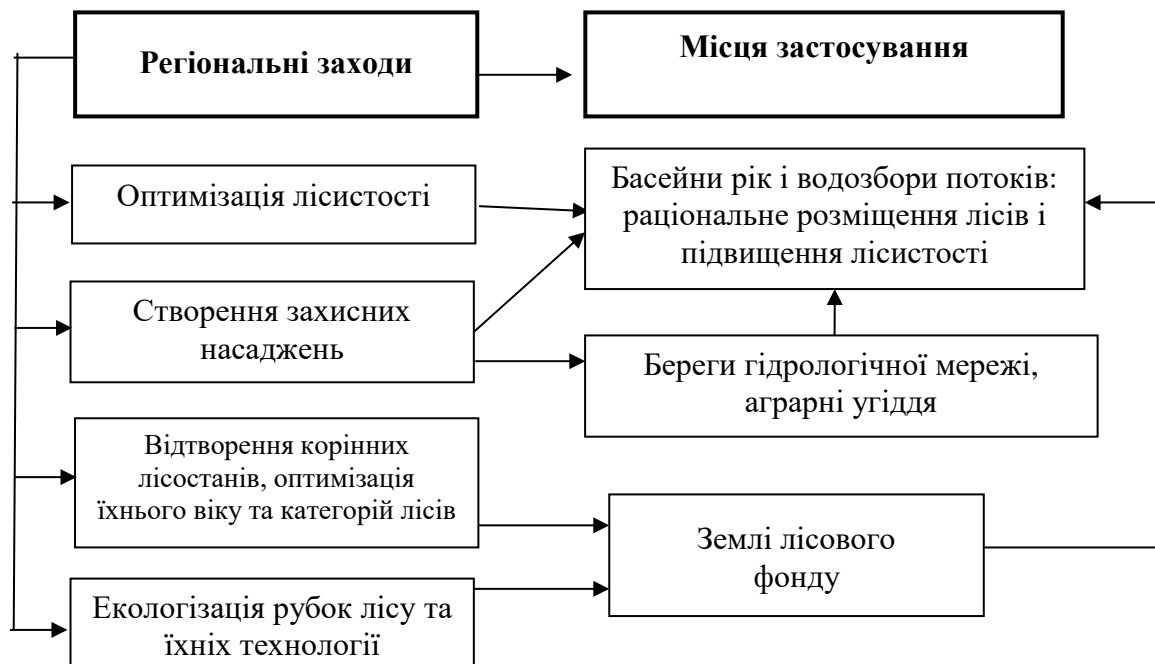 Регіональні заходи
Місця застосування
Оптимізація лісистості
Басейни рік і водозбори потоків:
раціональне розміщення лісів і
підвищення лісистості
Створення захисних
насаджень
Береги гідрологічної мережі,
аграрні угіддя
Відтворення корінних
лісостанів, оптимізація
їхнього віку та категорій лісів
Землі лісового
фонду
Екологізація рубок лісу та
їхніх технології